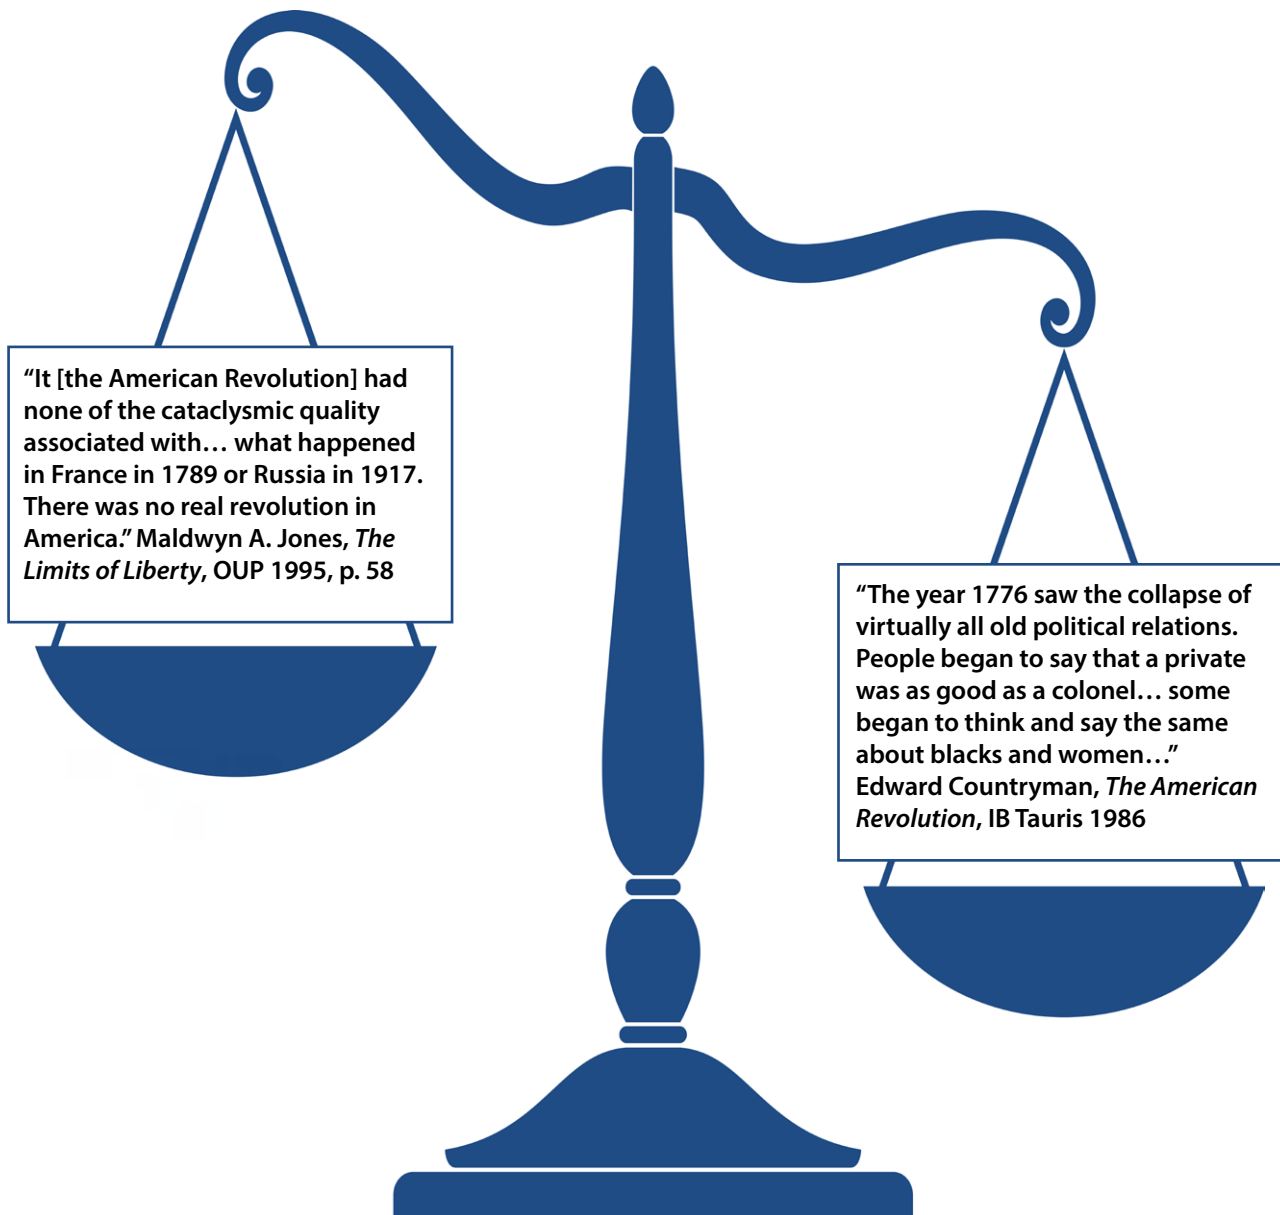 “It [the American Revolution] had
none of the cataclysmic quality
associated with… what happened
in France in 1789 or Russia in 1917.
There was no real revolution in
America.” Maldwyn A. Jones, The
Limits of Liberty, OUP 1995, p. 58
“The year 1776 saw the collapse of
virtually all old political relations.
People began to say that a private
was as good as a colonel… some
began to think and say the same
about blacks and women…”
Edward Countryman, The American
Revolution, IB Tauris 1986